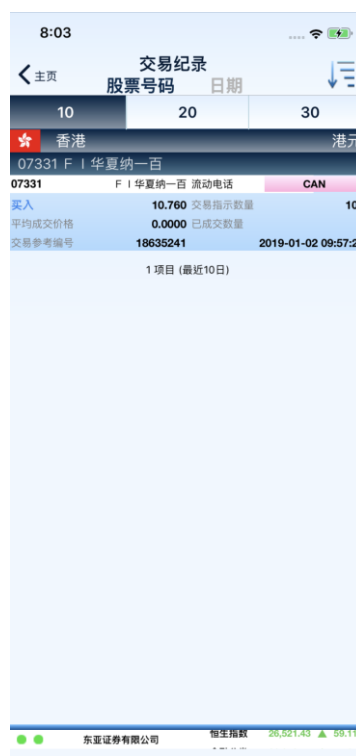 8:03
主页
交易纪录
股票号码 日期
10 20 30
香港 港元
07331 F I 华夏纳一百
07331 F I 华夏纳一百 流动电话 CAN
买入 10.760 交易指示数量 10
平均成交价格 0.0000 已成交数量
交易参考编号 18635241 2019-01-02 09:57:2
1 项目 (最近10日)
东亚证券有限公司 恒生指数 26,521.43 ▲ 59.11